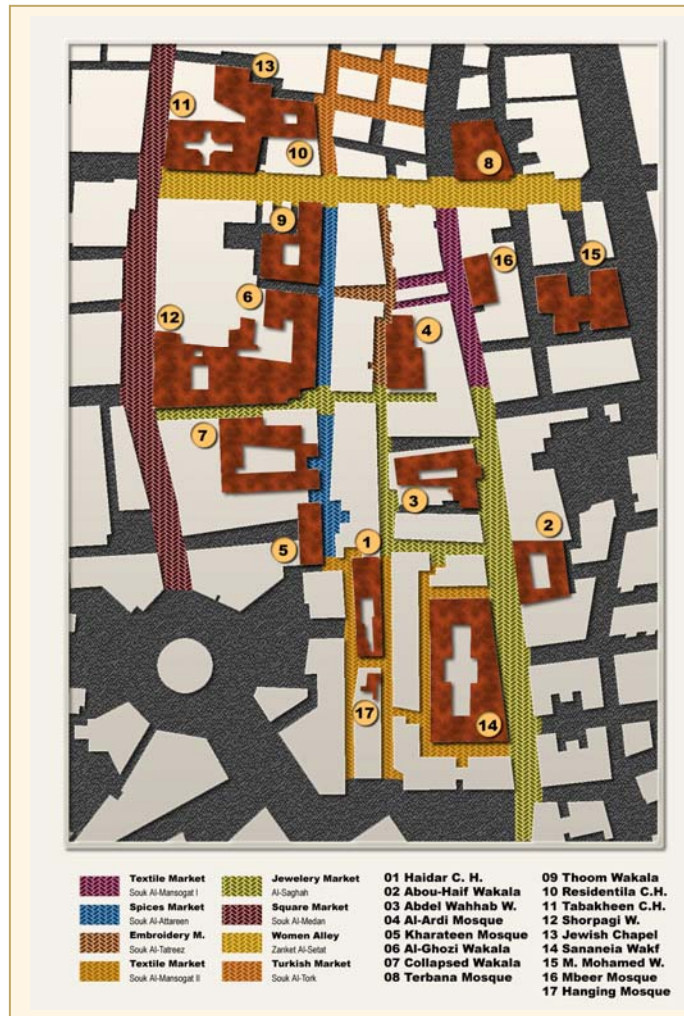 13
11
10
8
9
15
16
6
12
4
7
3
2
1
5
17
14
Textile Market
Souk Al-Mansogat I
Spices Market
Souk Al-Attareen
Embroidery M.
Souk Al-Tatreez
Textile Market
Souk Al-Mansogat II
Jewelery Market
Al-Saghah
Square Market
Souk Al-Medan
Women Alley
Zanket Al-Setat
Turkish Market
Souk Al-Tork
01 Haidar C. H.
02 Abou-Haif Wakala
03 Abdel Wahhab W.
04 Al-Ardi Mosque
05 Kharateen Mosque
06 Al-Ghozi Wakala
07 Collapsed Wakala
08 Terbana Mosque
09 Thoom Wakala
10 Residentila C.H.
11 Tabakheen C.H.
12 Shorpagi W.
13 Jewish Chapel
14 Sananeia Wakf
15 M. Mohamed W.
16 Mbeer Mosque
17 Hanging Mosque